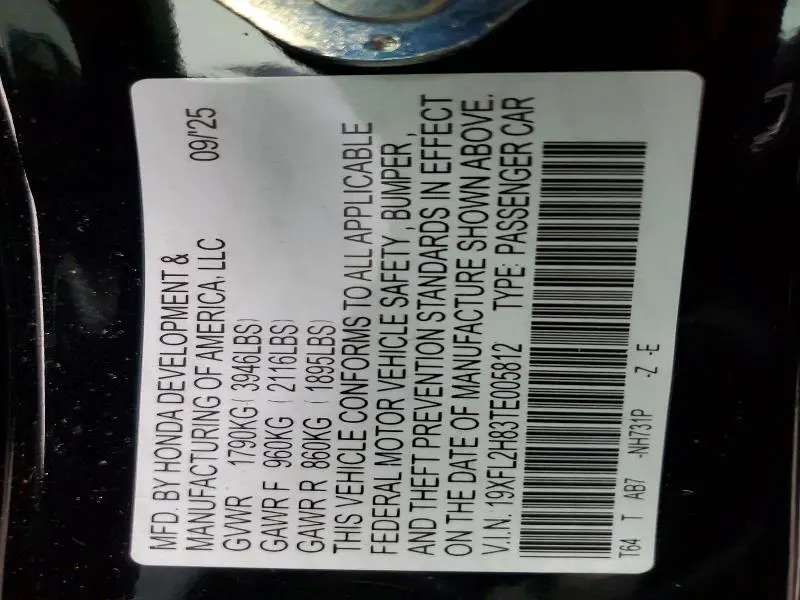 MFD. BY HONDA DEVELOPMENT &
MANUFACTURING OF AMERICA, LLC 09/'25
GVWR 1790KG( 3946LBS)
GAWR F 960KG ( 2116LBS)
GAWR R 860KG ( 1895LBS)
THIS VEHICLE CONFORMS TO ALL APPLICABLE
FEDERAL MOTOR VEHICLE SAFETY , BUMPER ,
AND THEFT PREVENTION STANDARDS IN EFFECT
ON THE DATE OF MANUFACTURE SHOWN ABOVE.
V.I.N. 19XFL2H83TE005812 TYPE: PASSENGER CAR
T64 T AB7 -NH731P -Z -E